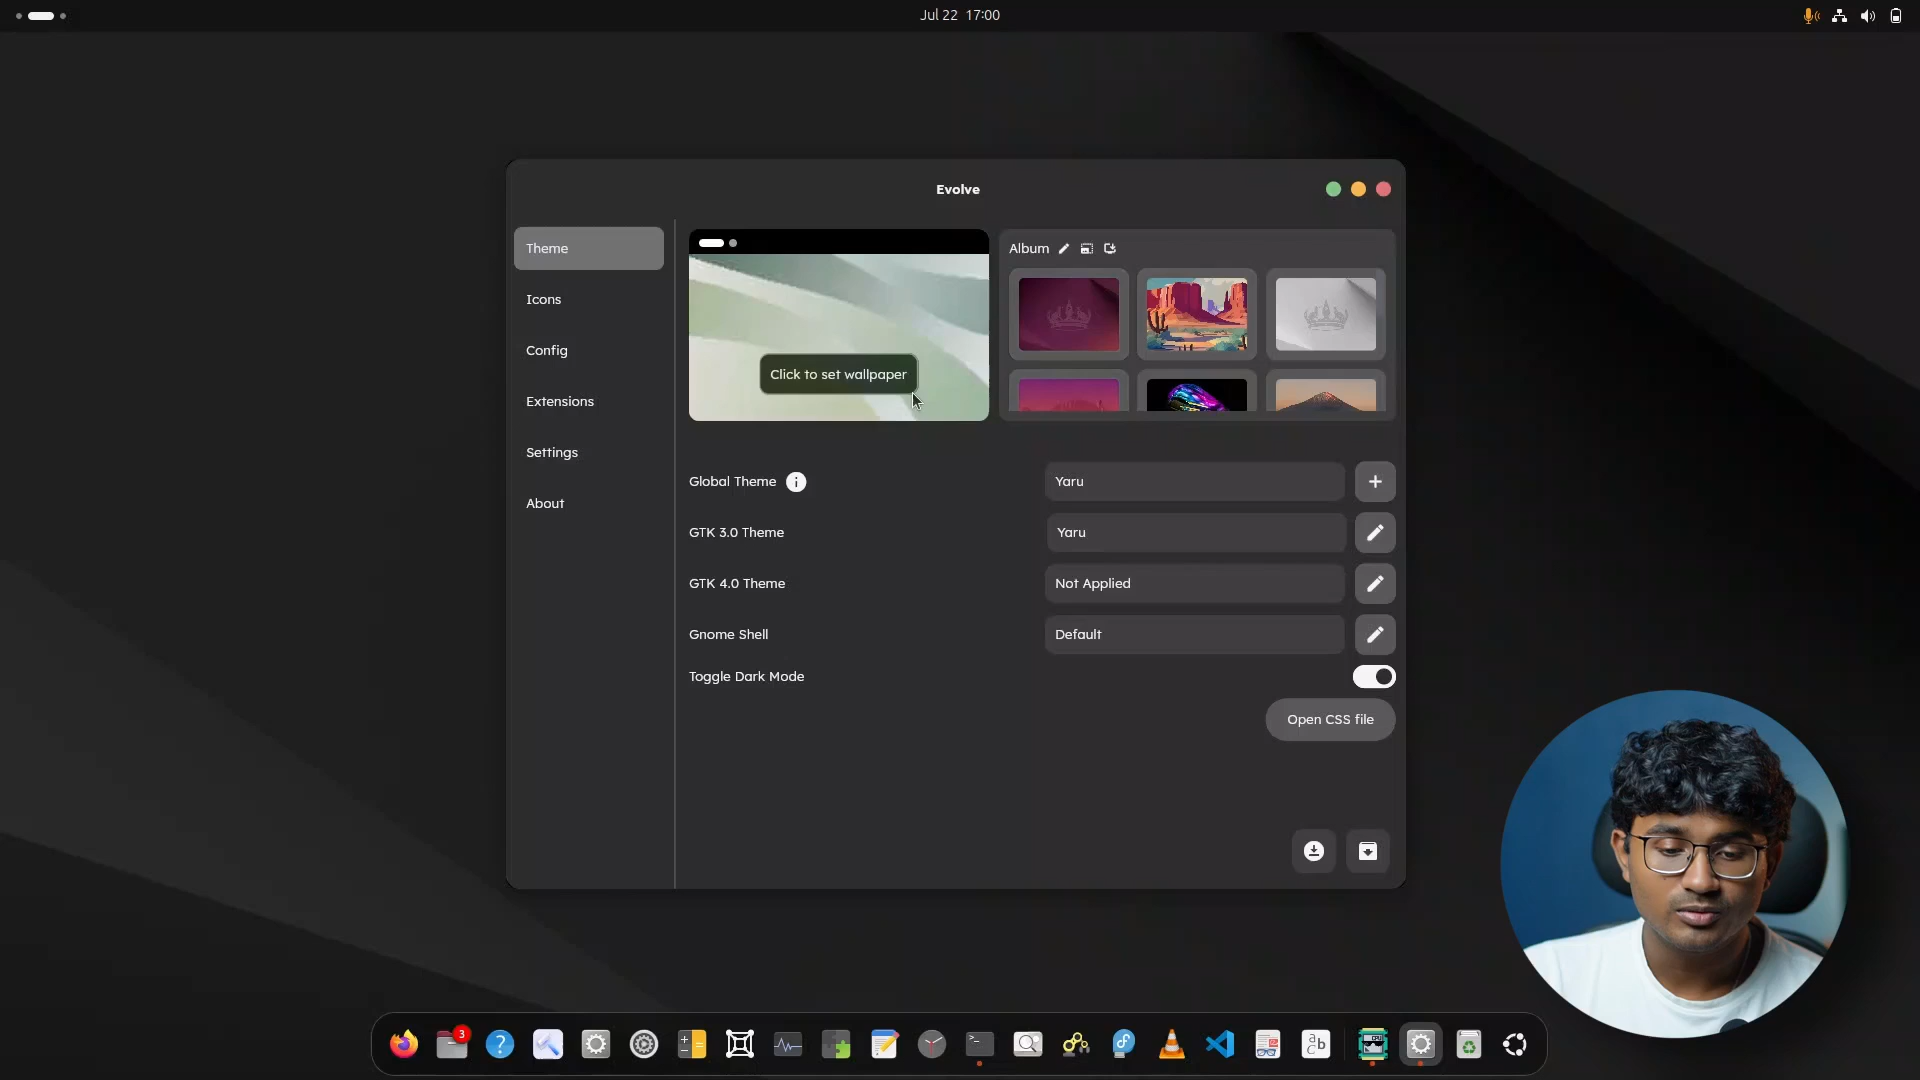 Jul 22 17:00
Evolve
Theme
Icons
Config
Extensions
Settings
About
Click to set wallpaper
Album
Global Theme
Yaru
GTK 3.0 Theme
Yaru
GTK 4.0 Theme
Not Applied
Gnome Shell
Default
Toggle Dark Mode
Open CSS file
3